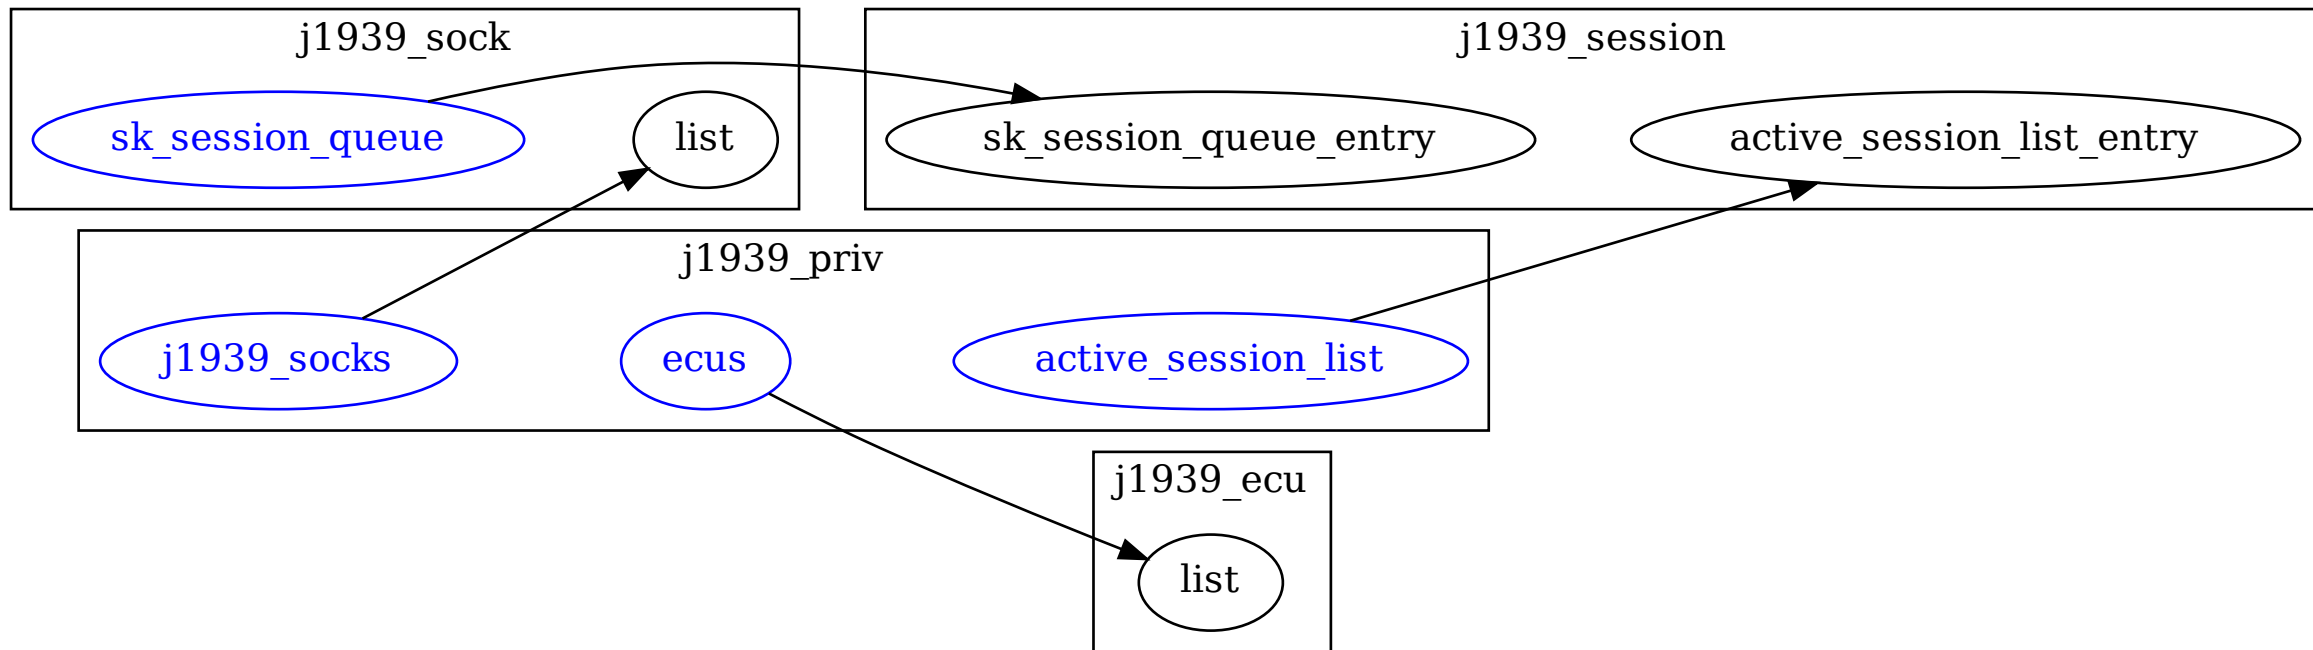 j1939_sock
j1939_session
sk_session_queue
list
sk_session_queue_entry
active_session_list_entry
j1939_priv
j1939_socks
ecus
active_session_list
j1939_ecu
list